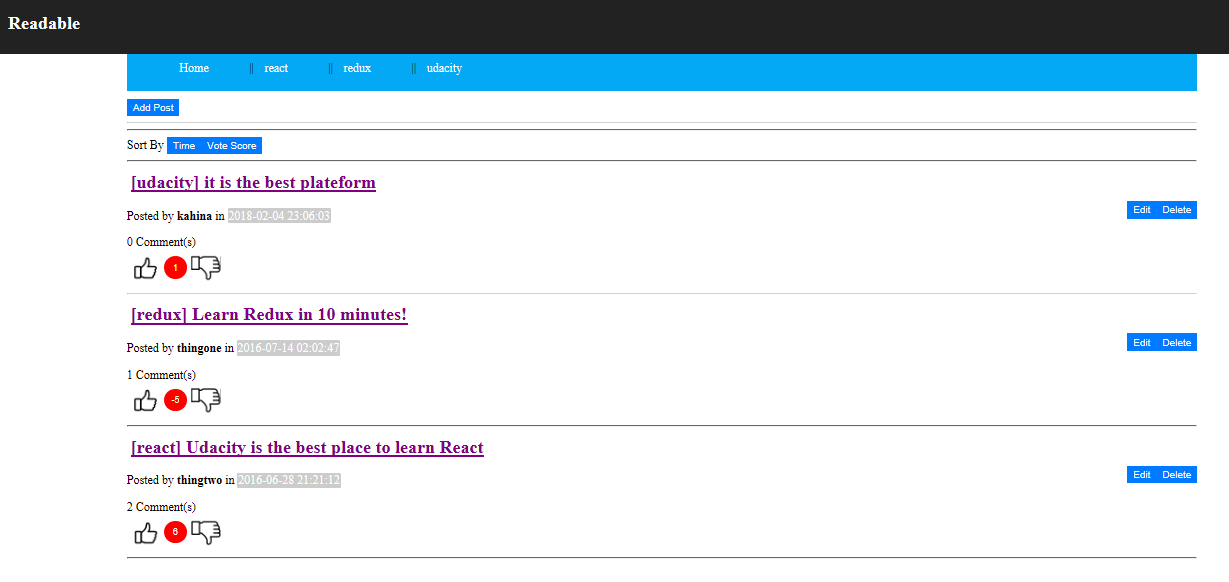 Readable
Home || react || redux || udacity
Add Post
Sort By Time Vote Score
[udacity] it is the best plateform
Posted by kahina in 2018-02-04 23:06:03
Edit Delete
0 Comment(s)
1
[redux] Learn Redux in 10 minutes!
Posted by thingone in 2016-07-14 02:02:47
Edit Delete
1 Comment(s)
-5
[react] Udacity is the best place to learn React
Posted by thingtwo in 2016-06-28 21:21:12
Edit Delete
2 Comment(s)
6